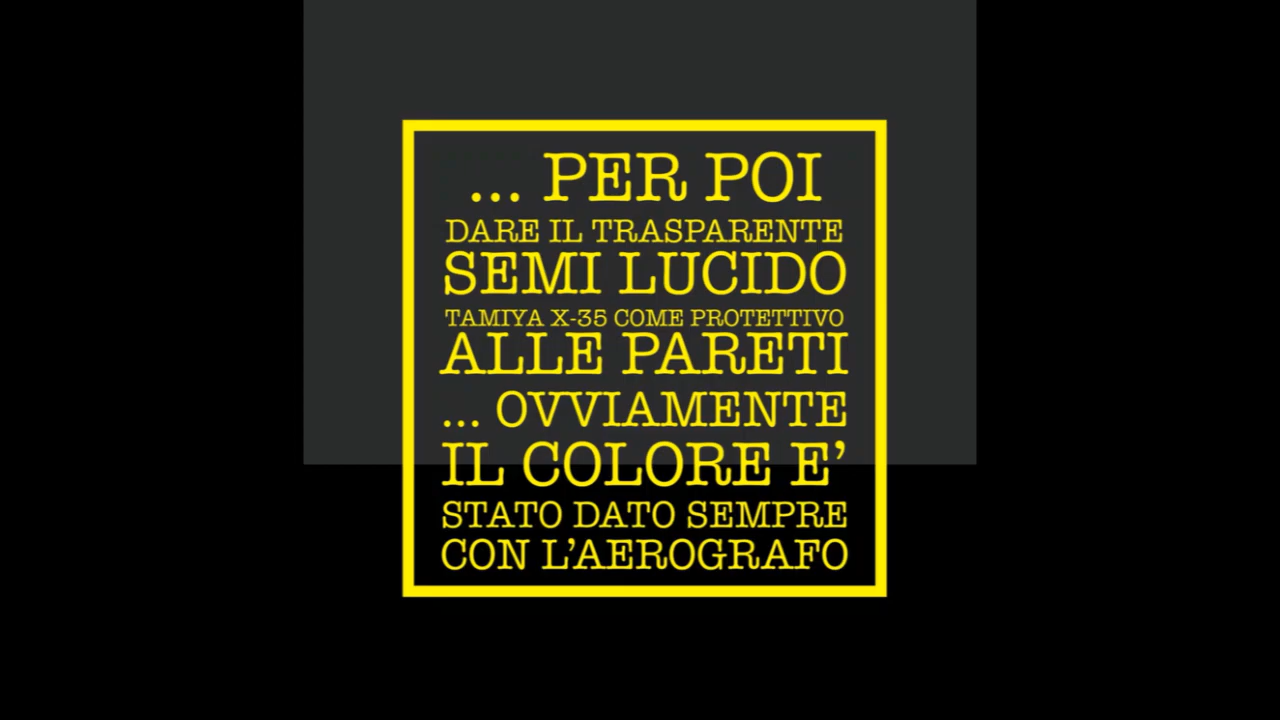 ... PER POI
DARE IL TRASPARENTE
SEMI LUCIDO
TAMIYA X-35 COME PROTETTIVO
ALLE PARETI
... OVVIAMENTE
IL COLORE E’
STATO DATO SEMPRE
CON L’AEROGRAFO